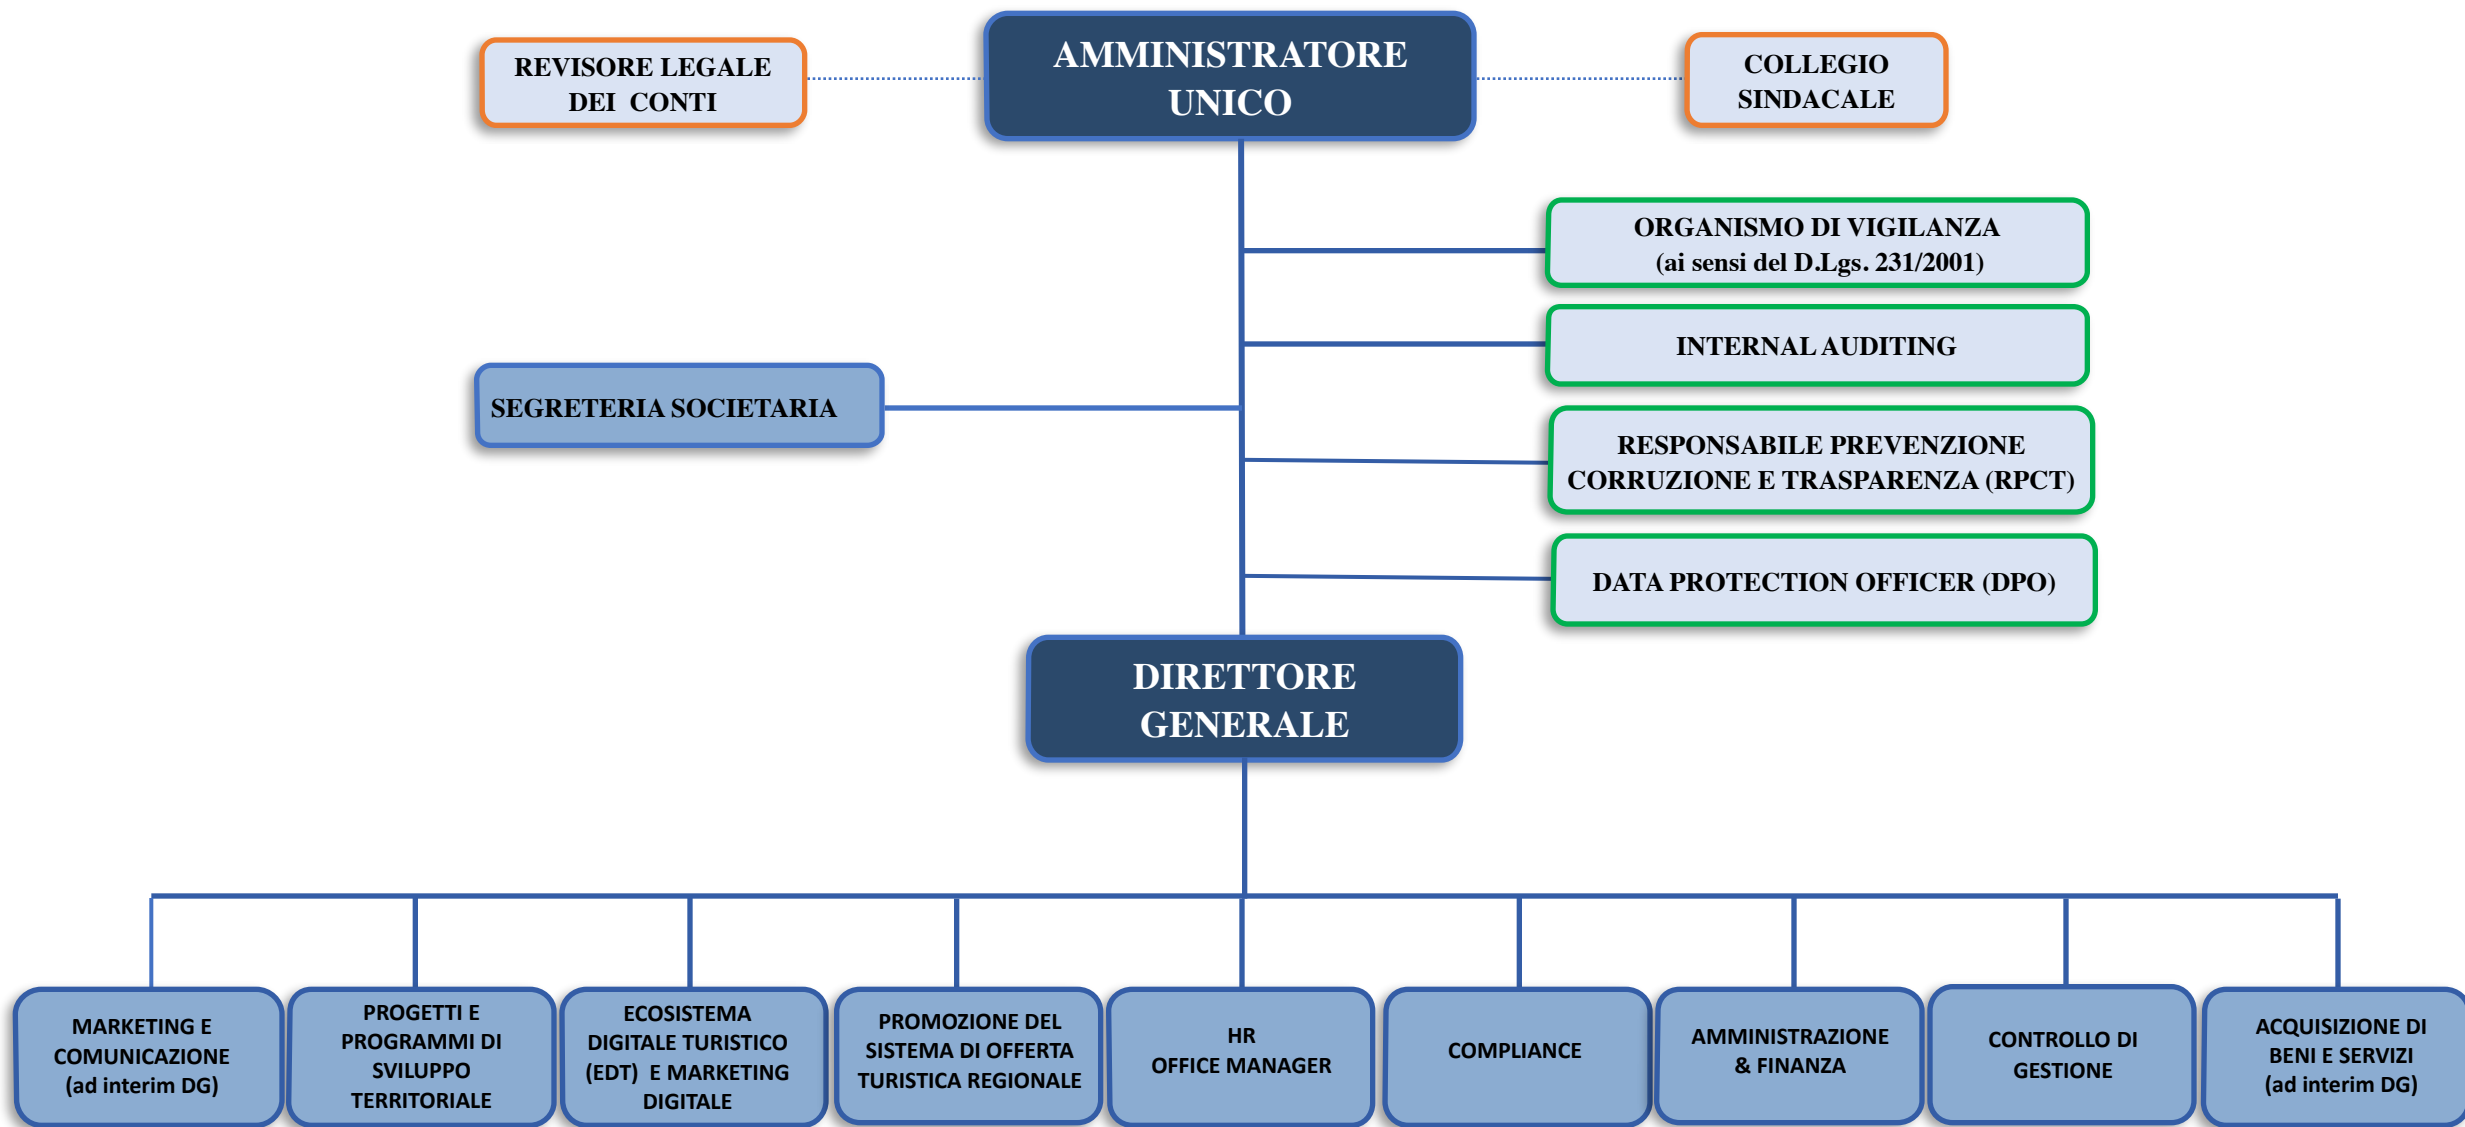 REVISORE LEGALE
DEI CONTI
AMMINISTRATORE
UNICO
COLLEGIO
SINDACALE
ORGANISMO DI VIGILANZA
(ai sensi del D.Lgs. 231/2001)
INTERNAL AUDITING
SEGRETERIA SOCIETARIA
RESPONSABILE PREVENZIONE
CORRUZIONE E TRASPARENZA (RPCT)
DATA PROTECTION OFFICER (DPO)
DIRETTORE
GENERALE
MARKETING E
COMUNICAZIONE
(ad interim DG)
PROGETTI E
PROGRAMMI DI
SVILUPPO
TERRITORIALE
ECOSISTEMA
DIGITALE TURISTICO
(EDT) E MARKETING
DIGITALE
PROMOZIONE DEL
SISTEMA DI OFFERTA
TURISTICA REGIONALE
HR
OFFICE MANAGER
COMPLIANCE
AMMINISTRAZIONE
& FINANZA
CONTROLLO DI
GESTIONE
ACQUISIZIONE DI
BENI E SERVIZI
(ad interim DG)